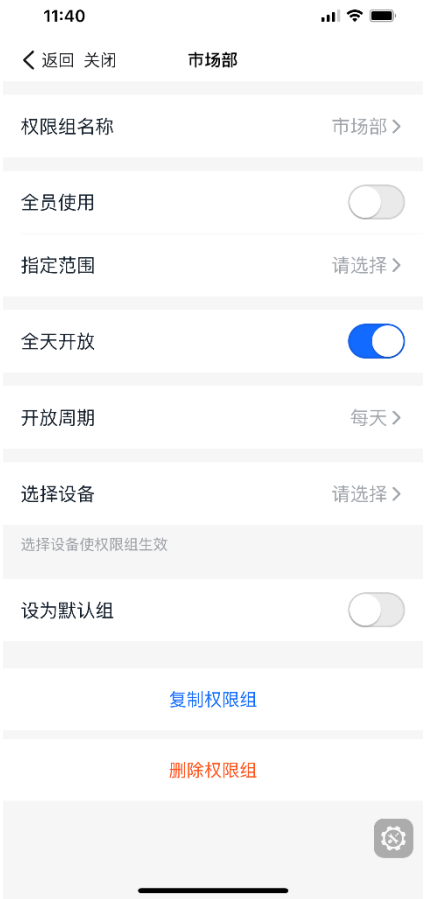 11:40
返回 关闭 市场部
权限组名称 市场部
全员使用
指定范围 请选择
全天开放
开放周期 每天
选择设备 请选择
选择设备使权限组生效
设为默认组
复制权限组
删除权限组